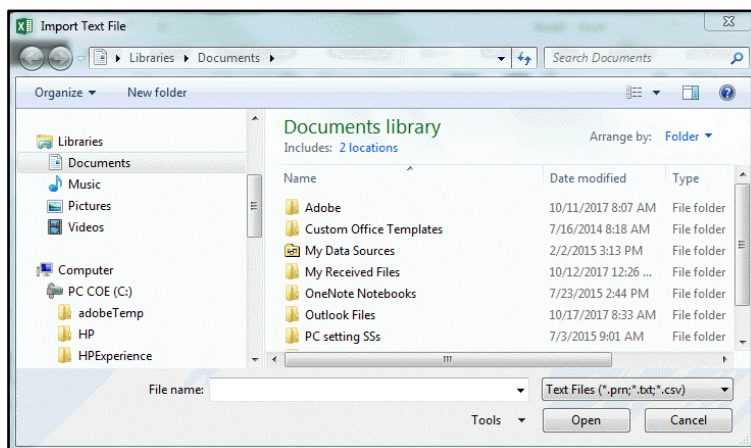 Import Text File
Libraries ▸ Documents ▸
Search Documents
Organize
New folder
Libraries
Documents
Music
Pictures
Videos
Computer
PC COE (C:)
adobeTemp
HP
HPExperience
Documents library
Includes: 2 locations
Arrange by: Folder
Name Date modified Type
Adobe 10/11/2017 8:07 AM File folder
Custom Office Templates 7/16/2014 8:18 AM File folder
My Data Sources 2/2/2015 3:13 PM File folder
My Received Files 10/12/2017 12:26 ... File folder
OneNote Notebooks 7/23/2015 2:44 PM File folder
Outlook Files 10/17/2017 8:33 AM File folder
PC setting SSs 7/3/2015 9:01 AM File folder
File name:
Text Files (*.prn;*.txt;*.csv)
Tools
Open
Cancel